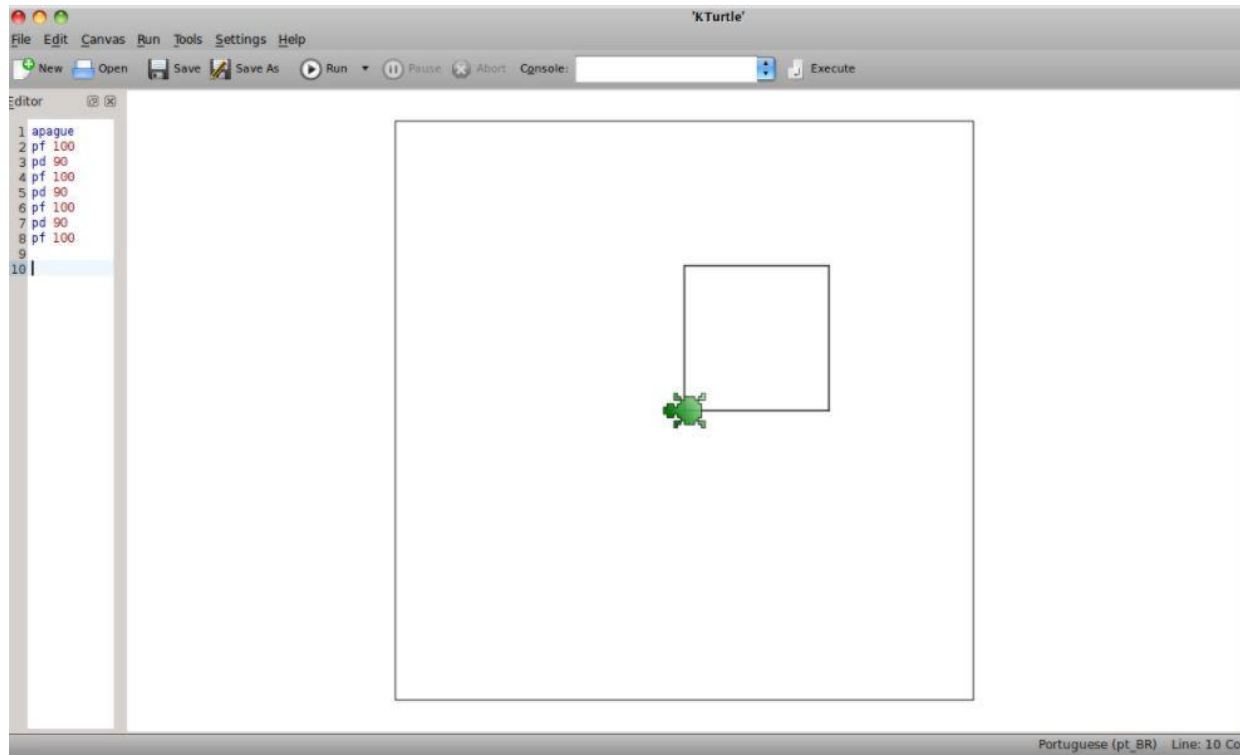 'KTurtle'
File Edit Canvas Run Tools Settings Help
New Open Save Save As Run Pause Abort Console: Execute
Editor
1 apague
2 pf 100
3 pd 90
4 pf 100
5 pd 90
6 pf 100
7 pd 90
8 pf 100
9
10
Portuguese (pt_BR) Line: 10 Co